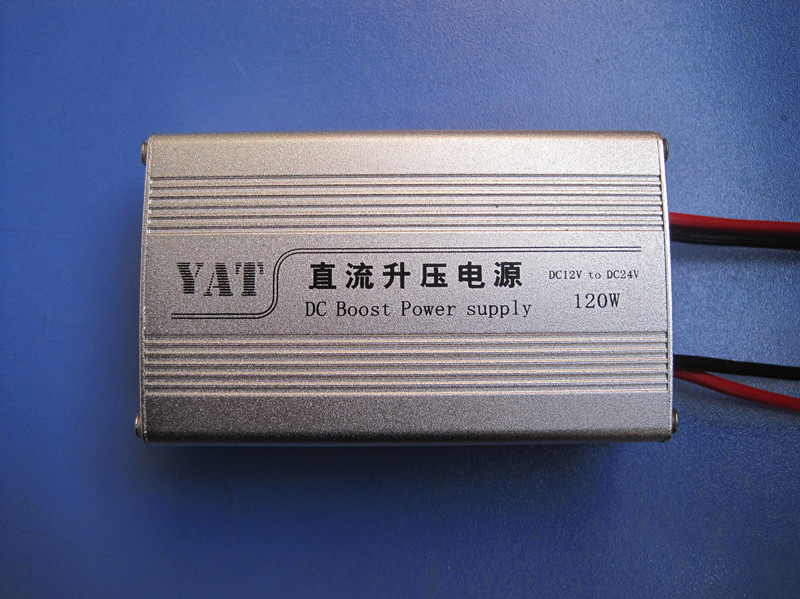 YAT
直流升压电源
DC Boost Power supply
DC12V to DC24V
120W